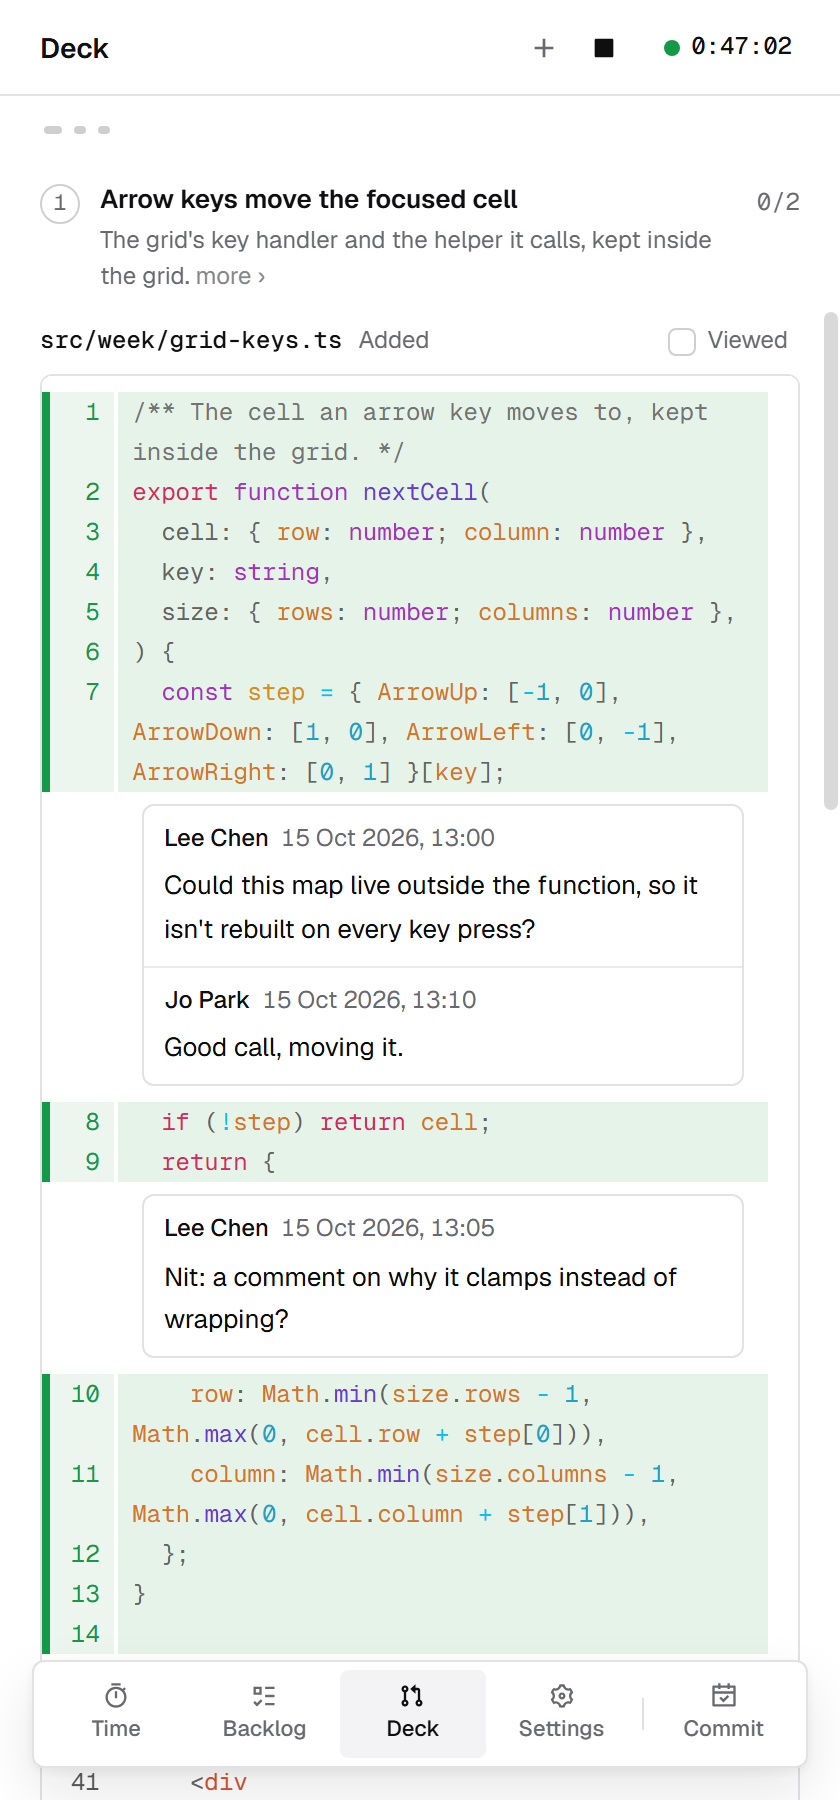 Deck
0:47:02
1
Arrow keys move the focused cell
0/2
The grid's key handler and the helper it calls, kept inside
the grid. more ›
src/week/grid-keys.ts Added
Viewed
1 /** The cell an arrow key moves to, kept
inside the grid. */
2 export function nextCell(
3 cell: { row: number; column: number },
4 key: string,
5 size: { rows: number; columns: number },
6 ) {
7 const step = { ArrowUp: [-1, 0],
ArrowDown: [1, 0], ArrowLeft: [0, -1],
ArrowRight: [0, 1] }[key];
Lee Chen 15 Oct 2026, 13:00
Could this map live outside the function, so it
isn't rebuilt on every key press?
Jo Park 15 Oct 2026, 13:10
Good call, moving it.
8 if (!step) return cell;
9 return {
Lee Chen 15 Oct 2026, 13:05
Nit: a comment on why it clamps instead of
wrapping?
10 row: Math.min(size.rows - 1,
Math.max(0, cell.row + step[0])),
11 column: Math.min(size.columns - 1,
Math.max(0, cell.column + step[1])),
12 };
13 }
14
Time
Backlog
Deck
Settings
Commit
41 <div